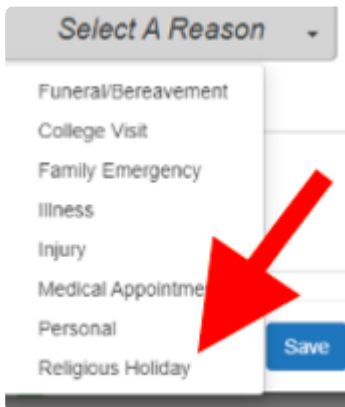 Select A Reason
Funeral/Bereavement
College Visit
Family Emergency
Illness
Injury
Medical Appointme
Personal
Save
Religious Holiday